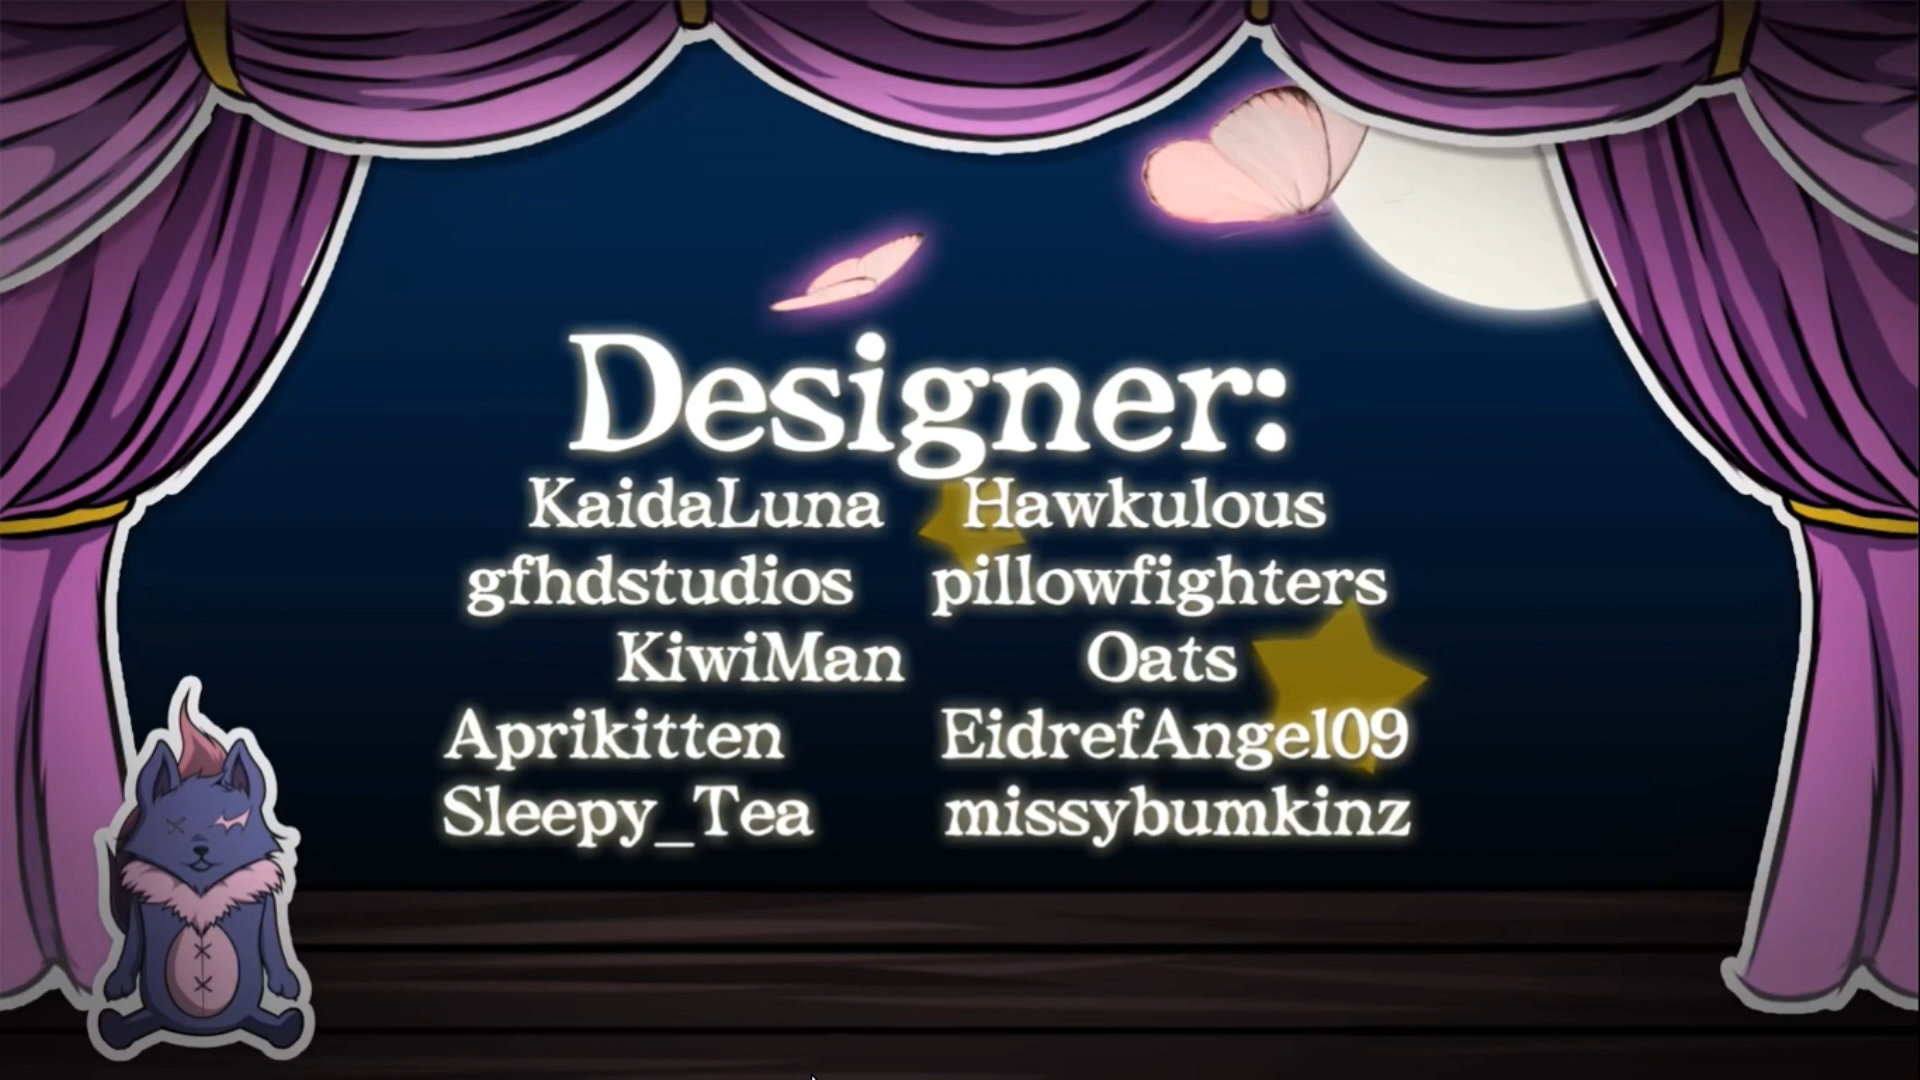 Designer:
KaidaLuna Hawkulous
gfhdstudios pillowfighters
KiwiMan Oats
Aprikitten EidrefAngel09
Sleepy_Tea missybumkinz